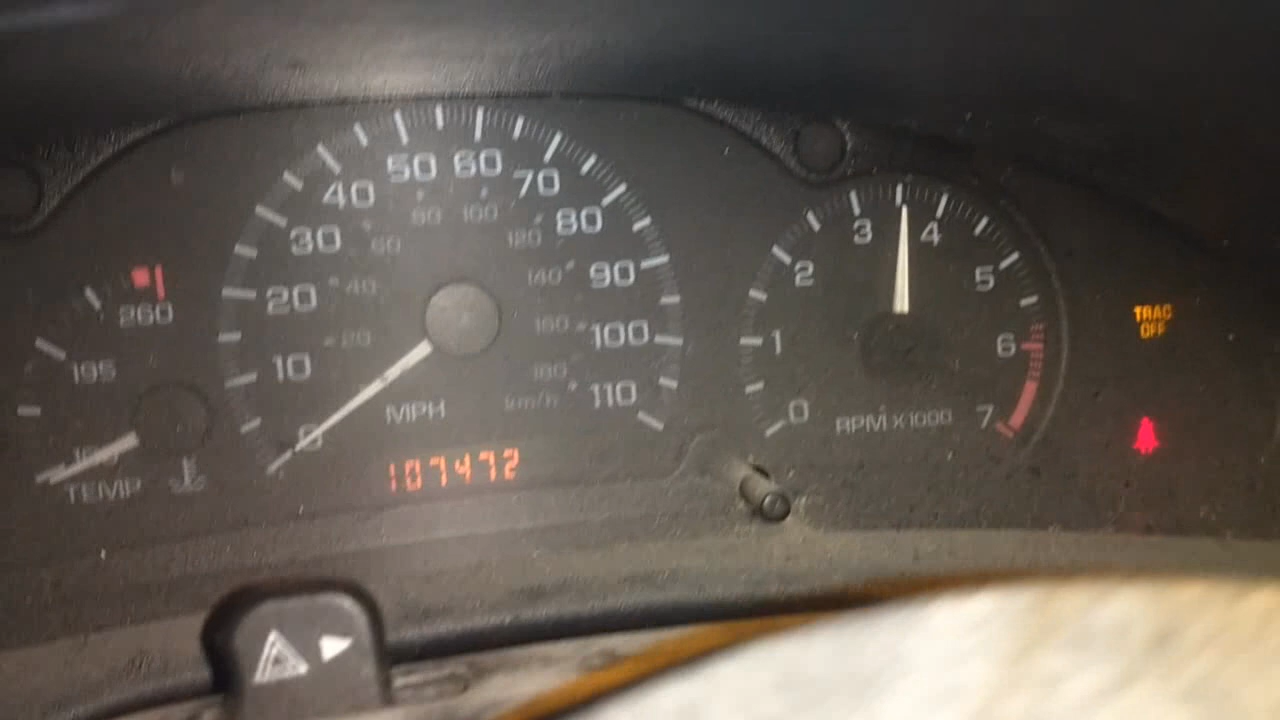 50 60
40 70
80 100
30 60 120 80
3 4
2 5
260 20 40 140 90
195 20 100
1 6
10 180 110
MPH km/h
0 0 7
RPM x1000
TEMP
107472
TRAC
OFF